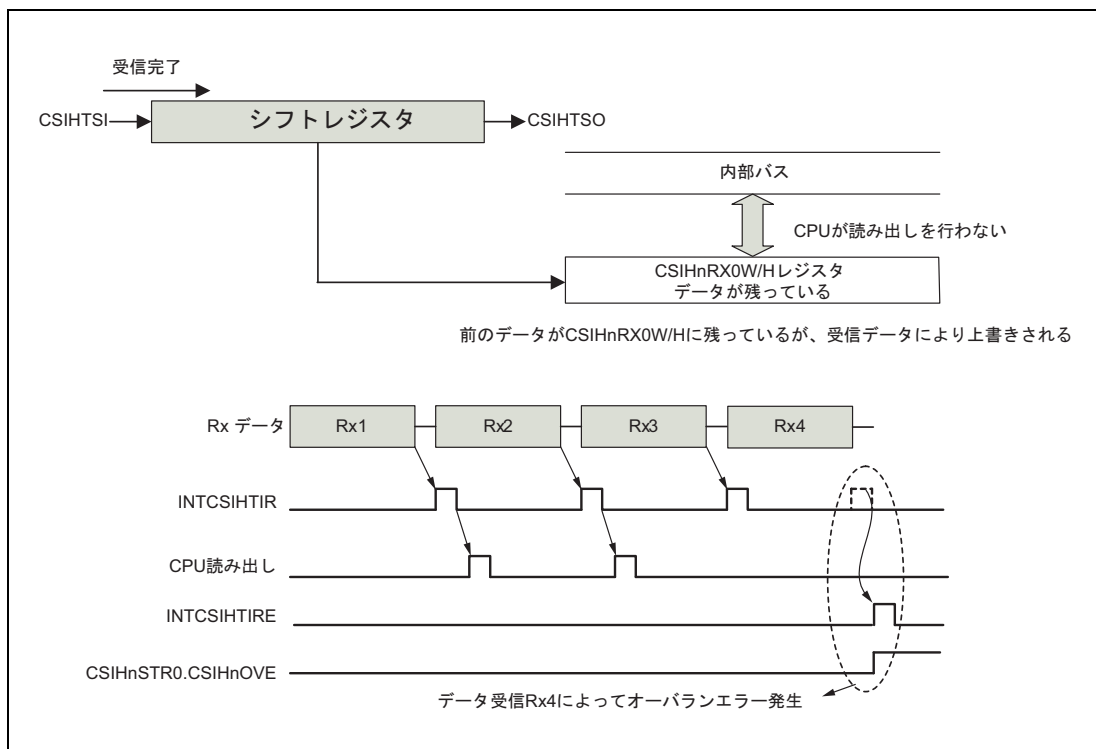 受信完了
CSIHTSI
シフトレジスタ
CSIHTSO
内部バス
CPUが読み出しを行わない
CSIHnRX0W/Hレジスタ
データが残っている
前のデータがCSIHnRX0W/Hに残っているが、受信データにより上書きされる
Rx データ
Rx1
Rx2
Rx3
Rx4
INTCSIHTIR
CPU読み出し
INTCSIHTIRE
CSIHnSTR0.CSIHnOVE
データ受信Rx4によってオーバランエラー発生